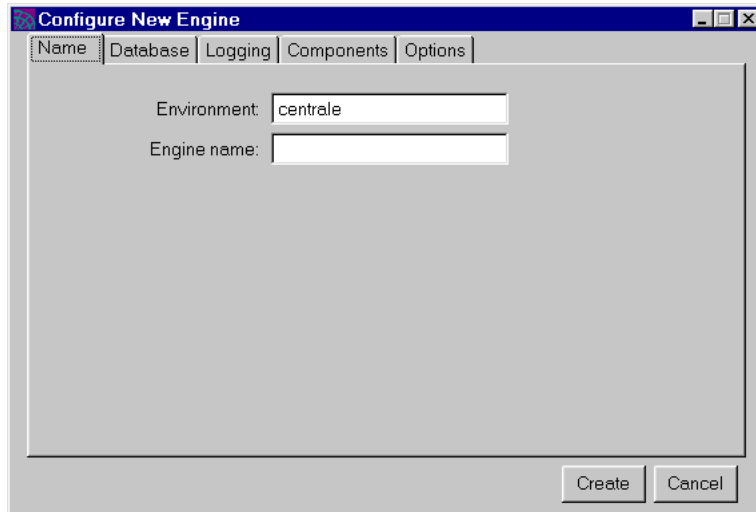 Configure New Engine
Name Database Logging Components Options
Environment: centrale
Engine name:
Create Cancel